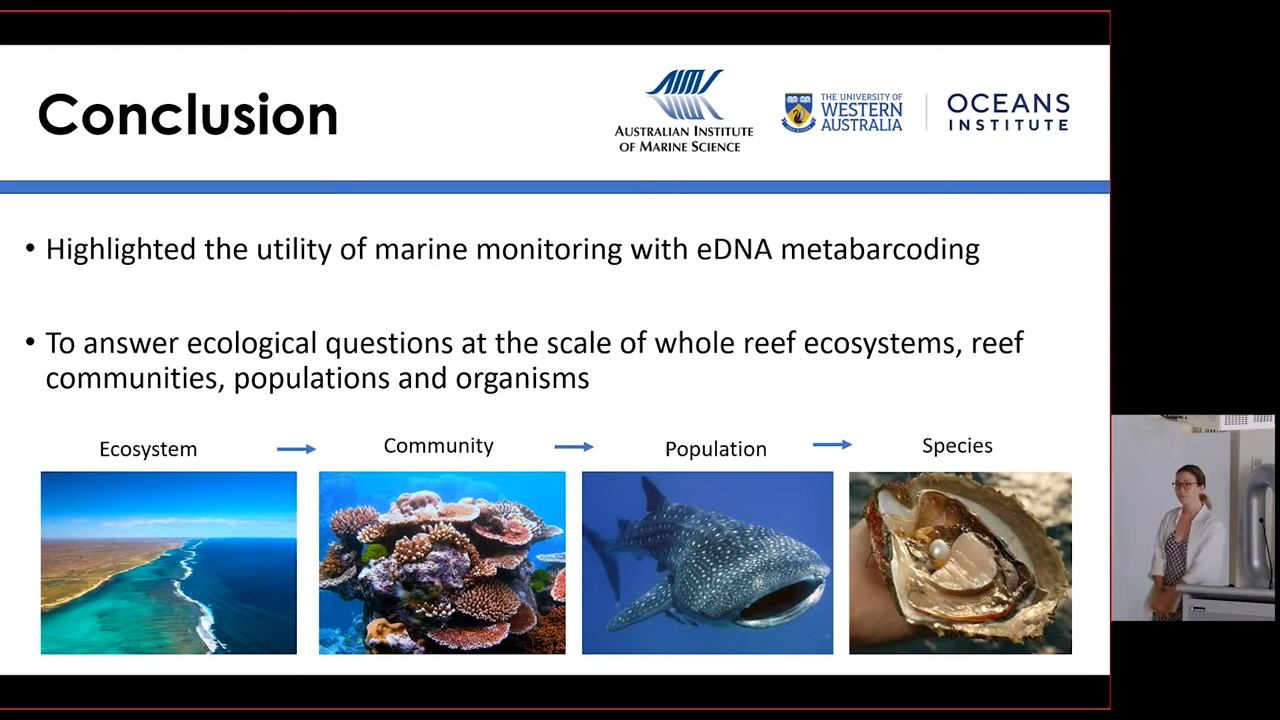 Conclusion
AIMS
AUSTRALIAN INSTITUTE
OF MARINE SCIENCE
THE UNIVERSITY OF
WESTERN
AUSTRALIA
OCEANS
INSTITUTE
• Highlighted the utility of marine monitoring with eDNA metabarcoding
• To answer ecological questions at the scale of whole reef ecosystems, reef
communities, populations and organisms
Ecosystem
Community
Population
Species